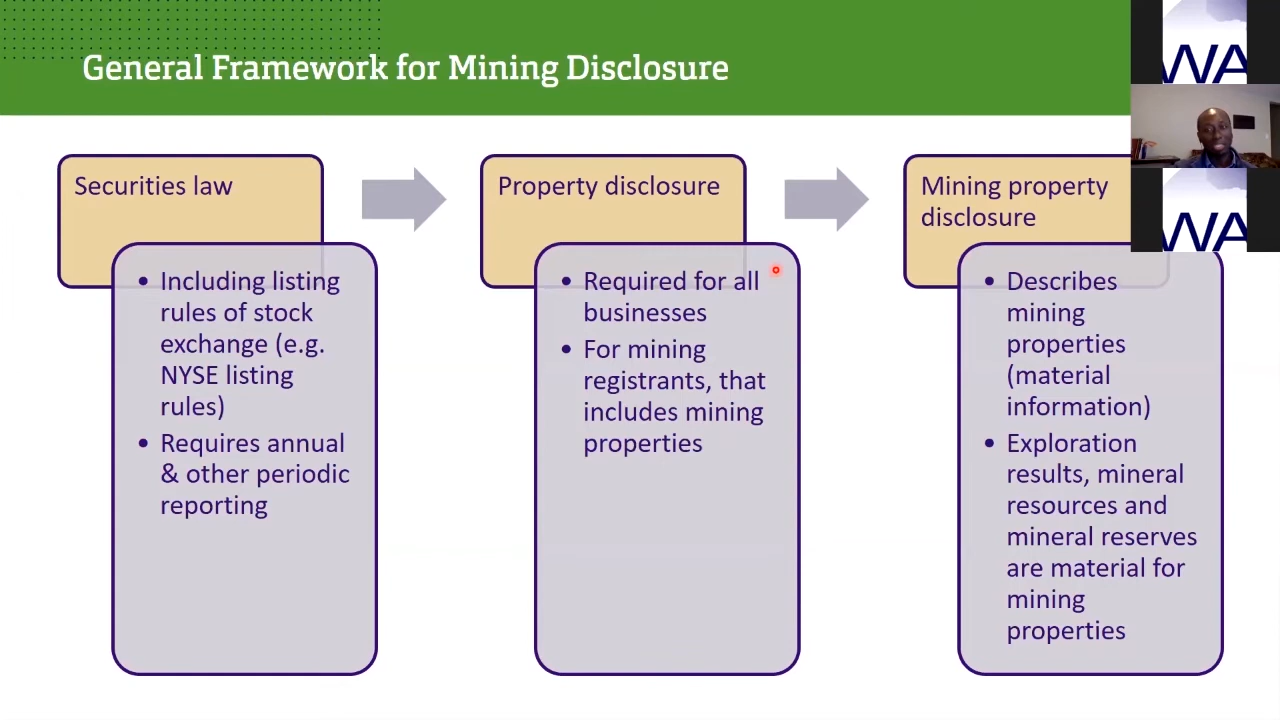 General Framework for Mining Disclosure
WA
WA
Securities law
• Including listing
rules of stock
exchange (e.g.
NYSE listing
rules)
• Requires annual
& other periodic
reporting
Property disclosure
• Required for all
businesses
• For mining
registrants, that
includes mining
properties
Mining property
disclosure
• Describes
mining
properties
(material
information)
• Exploration
results, mineral
resources and
mineral reserves
are material for
mining
properties